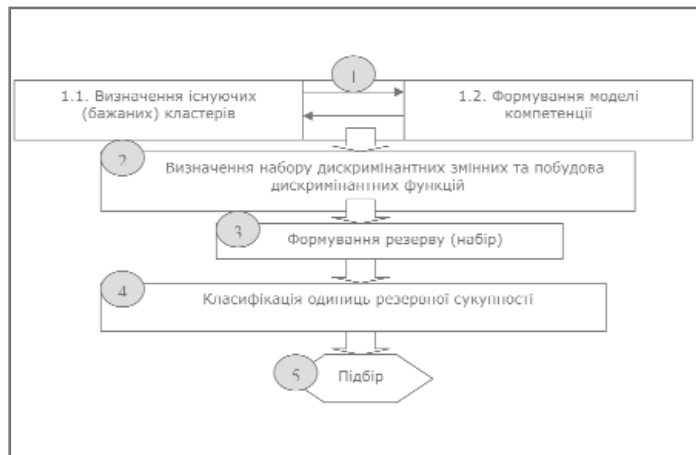 1
1.1. Визначення існуючих
(бажаних) кластерів
1.2. Формування моделі
компетенції
2
Визначення набору дискримінантних змінних та побудова
дискримінантних функцій
3
Формування резерву (набір)
4
Класифікація одиниць резервної сукупності
5
Підбір